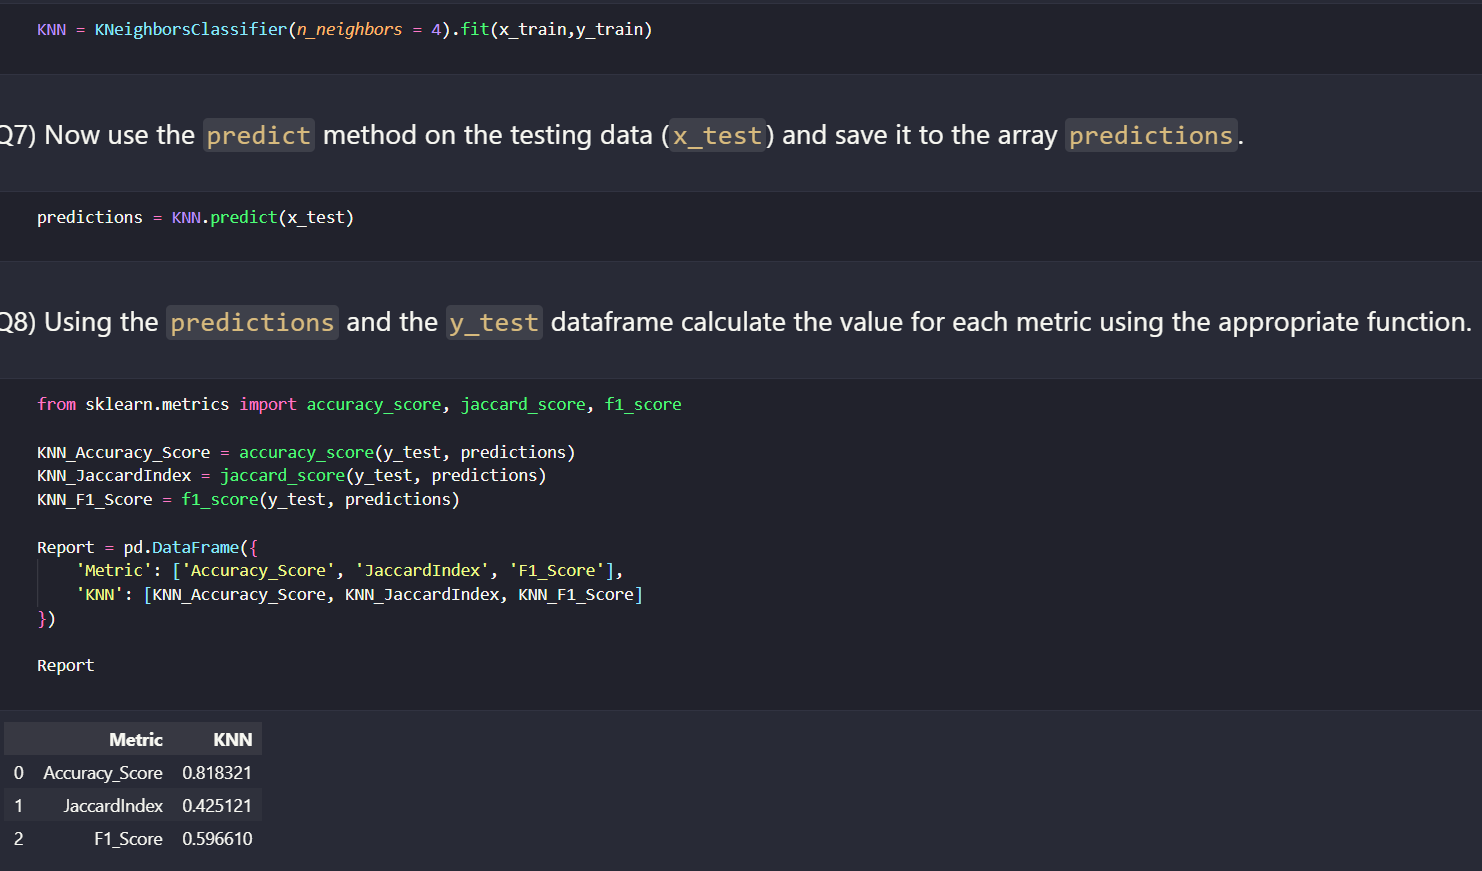 KNN = KNeighborsClassifier(n_neighbors = 4).fit(x_train,y_train)
Q7) Now use the predict method on the testing data (x_test) and save it to the array predictions.
predictions = KNN.predict(x_test)
Q8) Using the predictions and the y_test dataframe calculate the value for each metric using the appropriate function.
from sklearn.metrics import accuracy_score, jaccard_score, f1_score
KNN_Accuracy_Score = accuracy_score(y_test, predictions)
KNN_JaccardIndex = jaccard_score(y_test, predictions)
KNN_F1_Score = f1_score(y_test, predictions)
Report = pd.DataFrame({
    'Metric': ['Accuracy_Score', 'JaccardIndex', 'F1_Score'],
    'KNN': [KNN_Accuracy_Score, KNN_JaccardIndex, KNN_F1_Score]
})
Report
Metric KNN
0 Accuracy_Score 0.818321
1 JaccardIndex 0.425121
2 F1_Score 0.596610